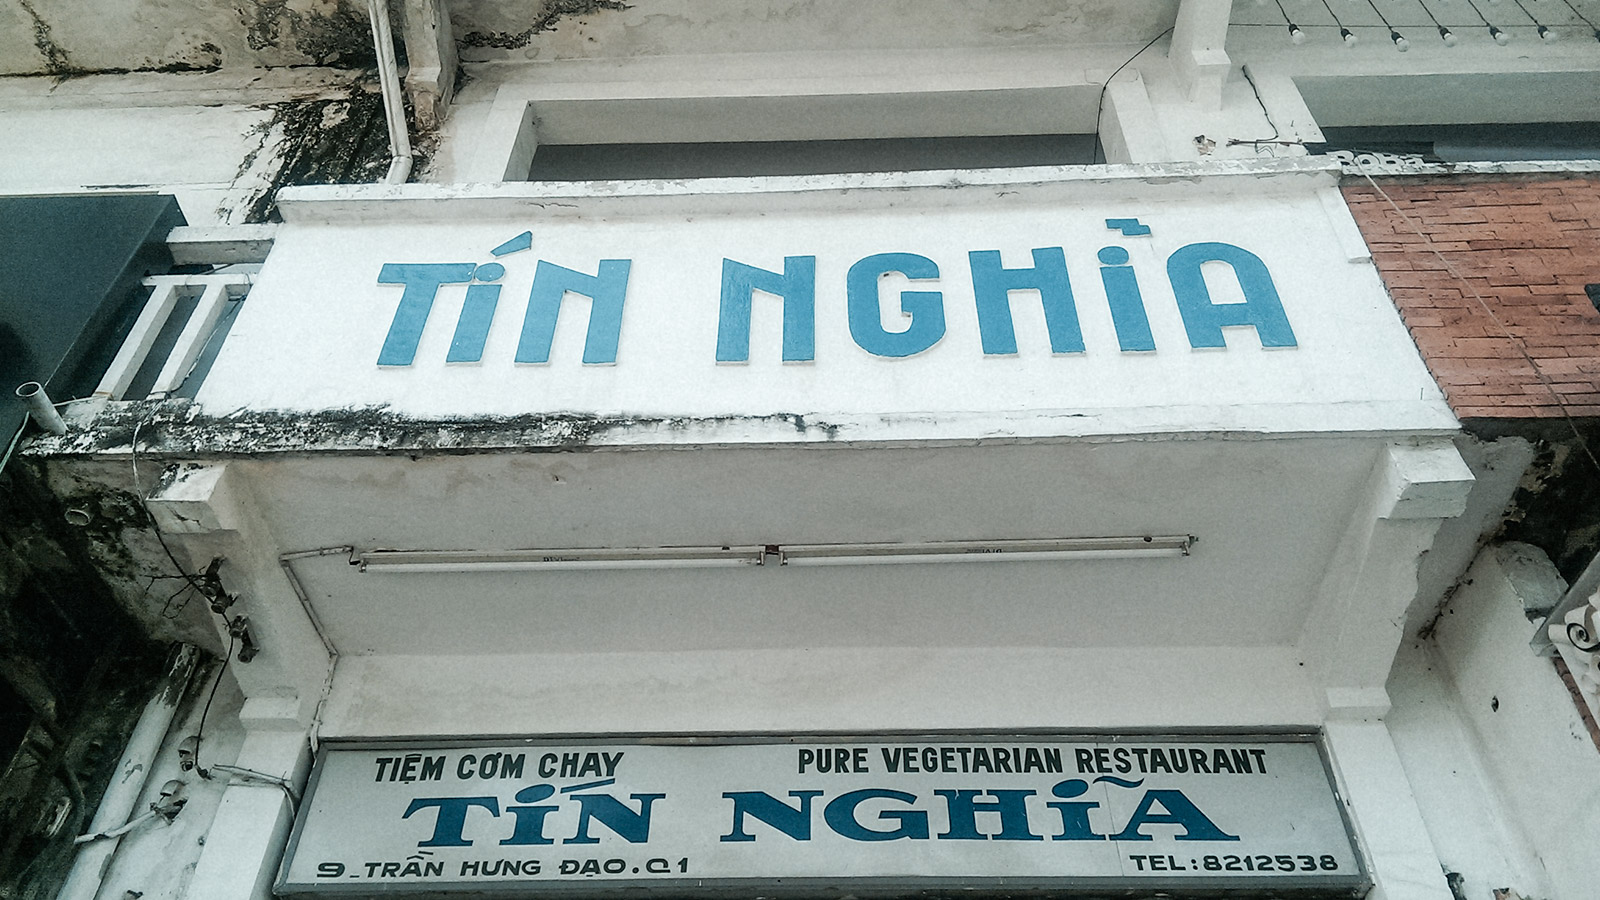 TÍN NGHĨA
TIỆM CƠM CHAY
PURE VEGETARIAN RESTAURANT
TÍN NGHĨA
9_TRẦN HƯNG ĐẠO.Q1
TEL:8212538